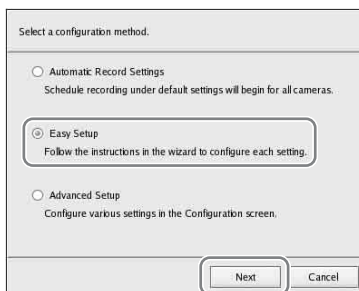 Select a configuration method.
Automatic Record Settings
Schedule recording under default settings will begin for all cameras.
Easy Setup
Follow the instructions in the wizard to configure each setting.
Advanced Setup
Configure various settings in the Configuration screen.
Next
Cancel